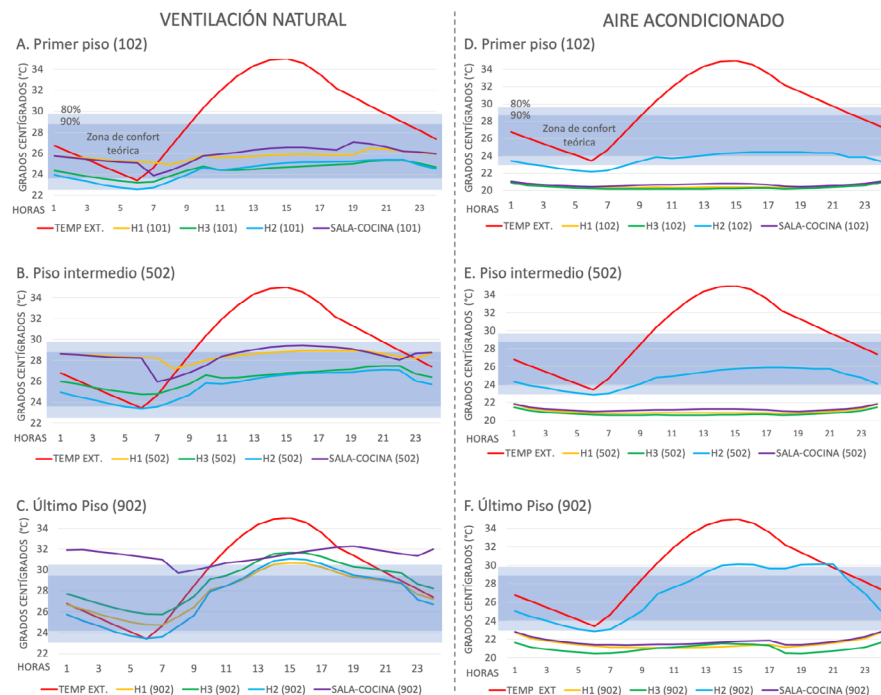 VENTILACIÓN NATURAL
A. Primer piso (102)
GRADOS CENTÍGRADOS (°C)
34
32
30
28
26
24
22
80%
90%
Zona de confort
teórica
HORAS
1 3 5 7 9 11 13 15 17 19 21 23
TEMP EXT. H1 (101) H3 (101) H2 (101) SALA-COCINA (101)
B. Piso intermedio (502)
GRADOS CENTÍGRADOS (°C)
34
32
30
28
26
24
22
HORAS
1 3 5 7 9 11 13 15 17 19 21 23
TEMP EXT. H1 (502) H3 (502) H2 (502) SALA-COCINA (502)
C. Último Piso (902)
GRADOS CENTÍGRADOS (°C)
34
32
30
28
26
24
22
HORAS
1 3 5 7 9 11 13 15 17 19 21 23
TEMP EXT. H1 (902) H3 (902) H2 (902) SALA-COCINA (902)
AIRE ACONDICIONADO
D. Primer piso (102)
GRADOS CENTÍGRADOS (°C)
34
32
30
28
26
24
22
20
80%
90%
Zona de confort
teórica
HORAS
1 3 5 7 9 11 13 15 17 19 21 23
TEMP EXT. H1 (102) H3 (102) H2 (102) SALA-COCINA (102)
E. Piso intermedio (502)
GRADOS CENTÍGRADOS (°C)
34
32
30
28
26
24
22
20
HORAS
1 3 5 7 9 11 13 15 17 19 21 23
TEMP EXT. H1 (502) H3 (502) H2 (502) SALA-COCINA (502)
F. Último Piso (902)
GRADOS CENTÍGRADOS (°C)
34
32
30
28
26
24
22
20
HORAS
1 3 5 7 9 11 13 15 17 19 21 23
TEMP EXT H1 (902) H3 (902) H2 (902) SALA-COCINA (902)